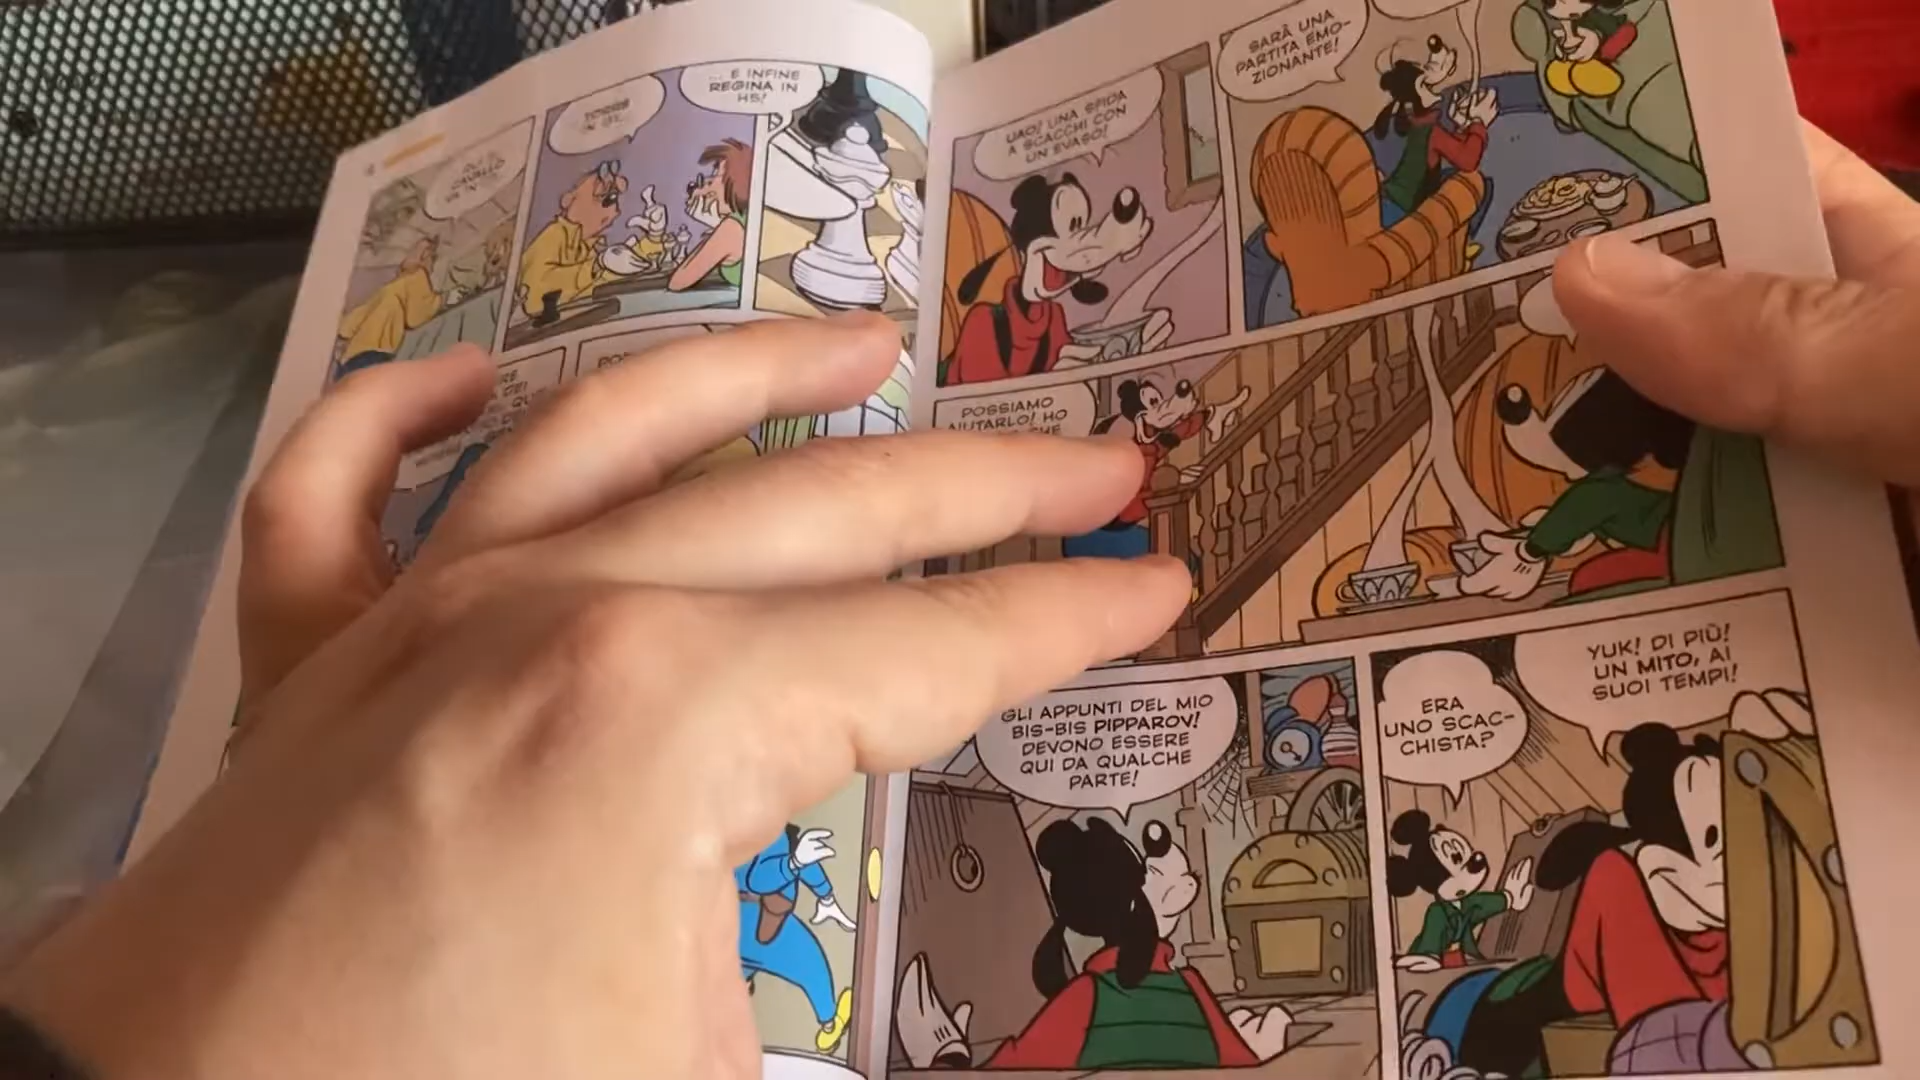 CAVALLO
TORRE
... E INFINE
REGINA IN
H5!
UAO! UNA SFIDA
A SCACCHI CON
UN EVASO!
SARÀ UNA
PARTITA EMO-
ZIONANTE!
POSSIAMO
AIUTARLO! HO
CHE
GLI APPUNTI DEL MIO
BIS-BIS PIPPAROV!
DEVONO ESSERE
QUI DA QUALCHE
PARTE!
ERA
UNO SCAC-
CHISTA?
YUK! DI PIÙ!
UN MITO, AI
SUOI TEMPI!